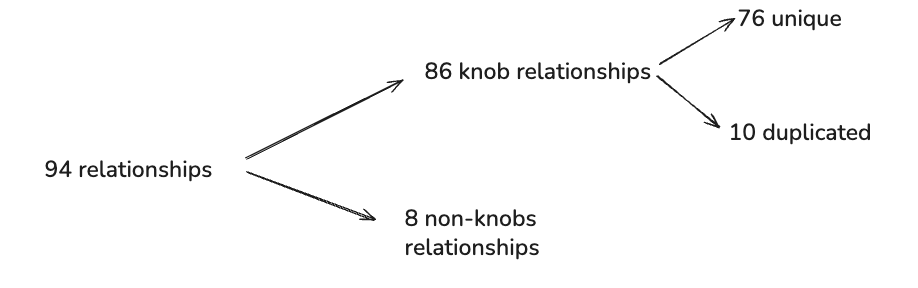 76 unique
86 knob relationships
10 duplicated
94 relationships
8 non-knobs
relationships